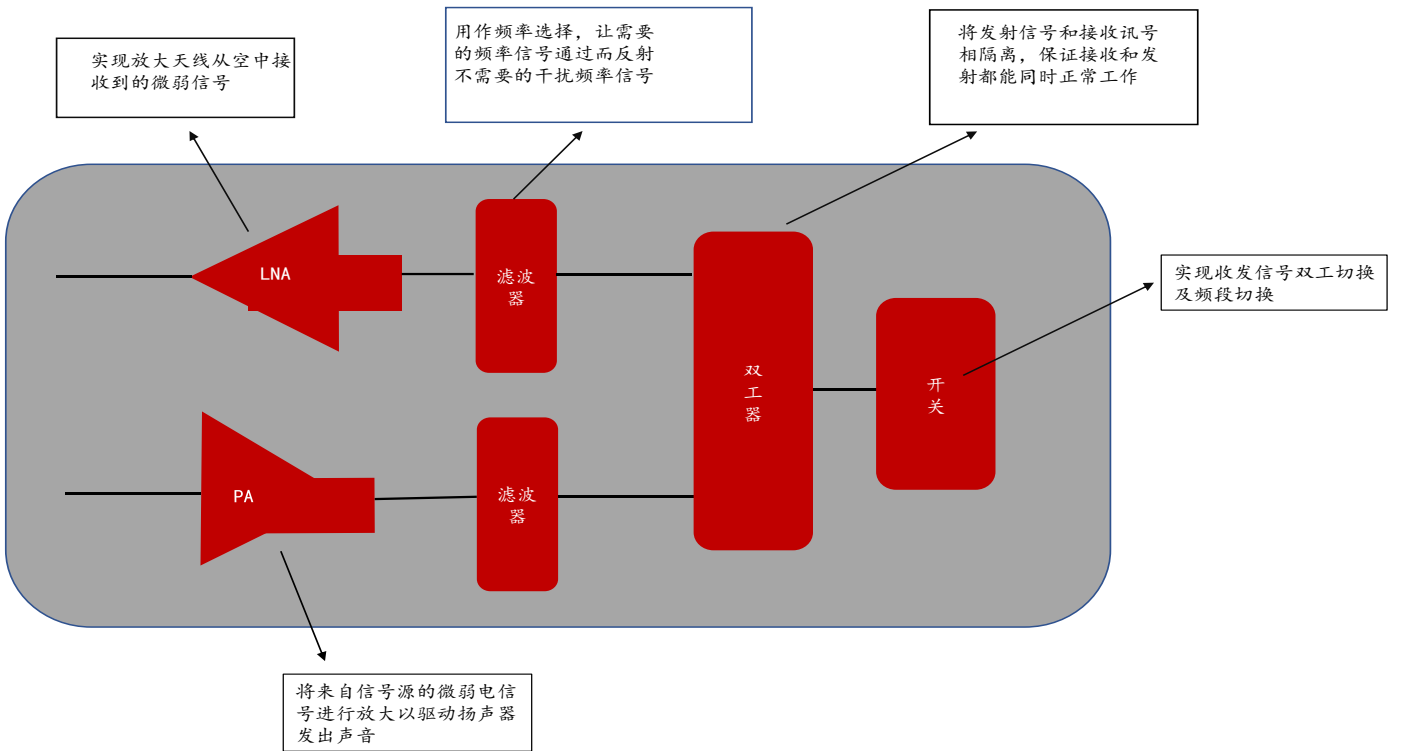 实现放大天线从空中接
收到的微弱信号
用作频率选择，让需要
的频率信号通过而反射
不需要的干扰频率信号
将发射信号和接收讯号
相隔离，保证接收和发
射都能同时正常工作
LNA
滤波
器
实现收发信号双工切换
及频段切换
双
工
器
开
关
PA
滤波
器
将来自信号源的微弱电信
号进行放大以驱动扬声器
发出声音